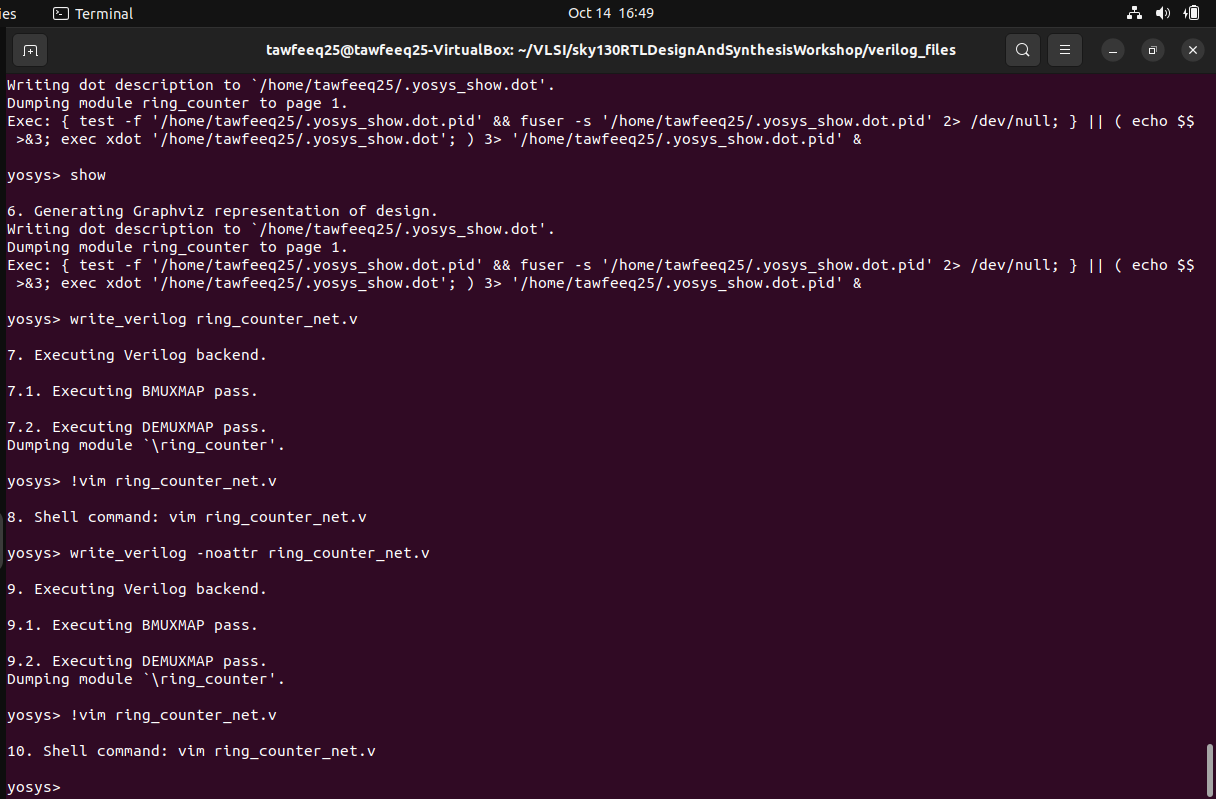 ies Terminal Oct 14 16:49
tawfeeq25@tawfeeq25-VirtualBox: ~/VLSI/sky130RTLDesignAndSynthesisWorkshop/verilog_files
Writing dot description to `/home/tawfeeq25/.yosys_show.dot'.
Dumping module ring_counter to page 1.
Exec: { test -f '/home/tawfeeq25/.yosys_show.dot.pid' && fuser -s '/home/tawfeeq25/.yosys_show.dot.pid' 2> /dev/null; } || ( echo $$
 >&3; exec xdot '/home/tawfeeq25/.yosys_show.dot'; ) 3> '/home/tawfeeq25/.yosys_show.dot.pid' &
yosys> show
6. Generating Graphviz representation of design.
Writing dot description to `/home/tawfeeq25/.yosys_show.dot'.
Dumping module ring_counter to page 1.
Exec: { test -f '/home/tawfeeq25/.yosys_show.dot.pid' && fuser -s '/home/tawfeeq25/.yosys_show.dot.pid' 2> /dev/null; } || ( echo $$
 >&3; exec xdot '/home/tawfeeq25/.yosys_show.dot'; ) 3> '/home/tawfeeq25/.yosys_show.dot.pid' &
yosys> write_verilog ring_counter_net.v
7. Executing Verilog backend.
7.1. Executing BMUXMAP pass.
7.2. Executing DEMUXMAP pass.
Dumping module `\ring_counter'.
yosys> !vim ring_counter_net.v
8. Shell command: vim ring_counter_net.v
yosys> write_verilog -noattr ring_counter_net.v
9. Executing Verilog backend.
9.1. Executing BMUXMAP pass.
9.2. Executing DEMUXMAP pass.
Dumping module `\ring_counter'.
yosys> !vim ring_counter_net.v
10. Shell command: vim ring_counter_net.v
yosys>